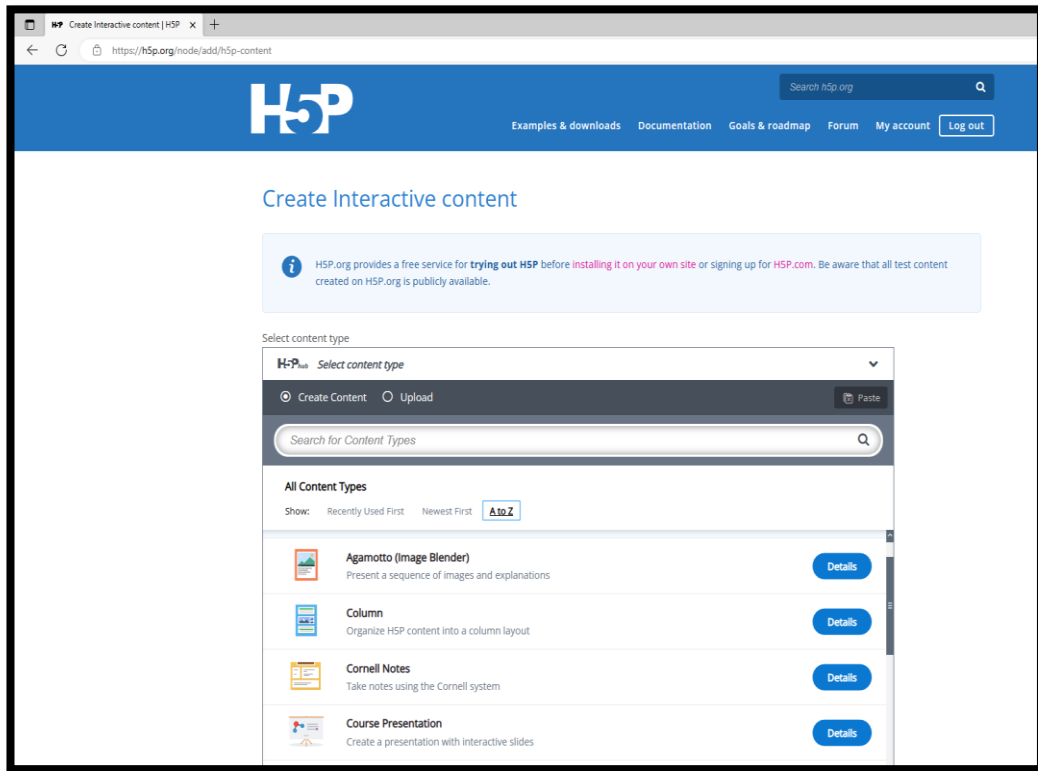 H5P Create Interactive content | H5P
https://h5p.org/node/add/h5p-content
H5P
Search h5p.org
Examples & downloads Documentation Goals & roadmap Forum My account Log out
Create Interactive content
H5P.org provides a free service for trying out H5P before installing it on your own site or signing up for H5P.com. Be aware that all test content
created on H5P.org is publicly available.
Select content type
H5P hub Select content type
Create Content Upload Paste
Search for Content Types
All Content Types
Show: Recently Used First Newest First A to Z
Agamotto (Image Blender)
Present a sequence of images and explanations
Details
Column
Organize H5P content into a column layout
Details
Cornell Notes
Take notes using the Cornell system
Details
Course Presentation
Create a presentation with interactive slides
Details